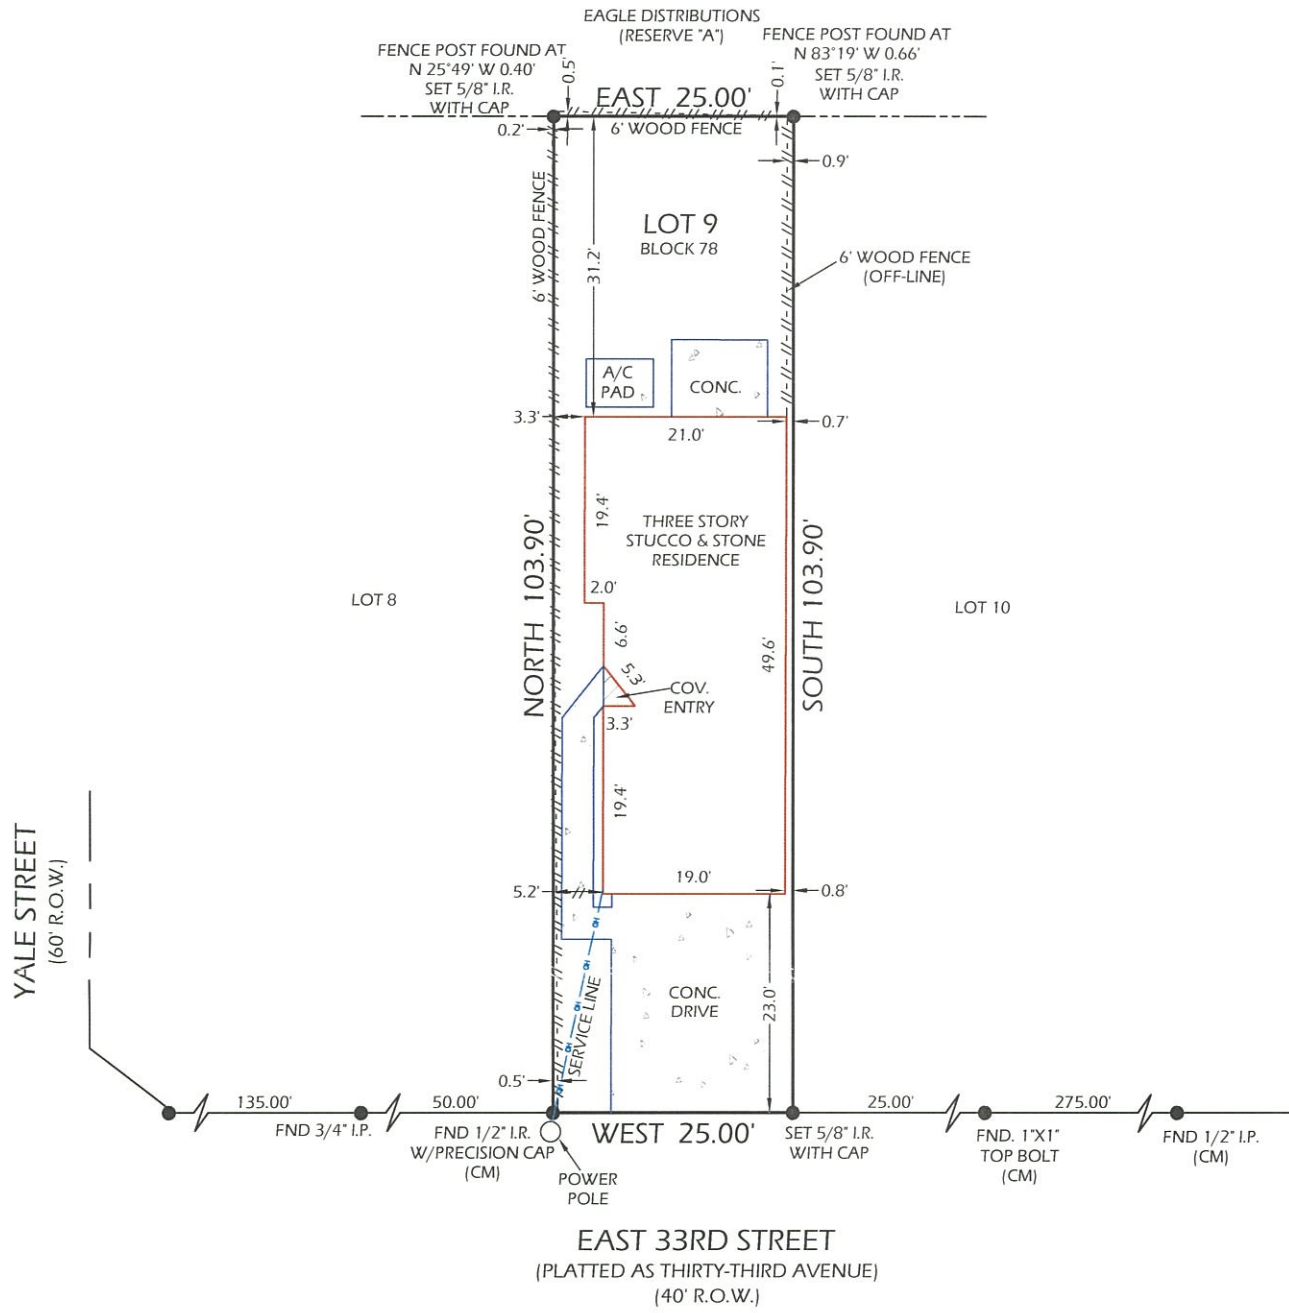 EAGLE DISTRIBUTIONS
(RESERVE "A")
FENCE POST FOUND AT
N 25°49' W 0.40'
SET 5/8" I.R.
WITH CAP
FENCE POST FOUND AT
N 83°19' W 0.66'
SET 5/8" I.R.
WITH CAP
0.5'
0.1'
EAST 25.00'
6' WOOD FENCE
0.2'
0.9'
6' WOOD FENCE
31.2'
LOT 9
BLOCK 78
6' WOOD FENCE
(OFF-LINE)
A/C
PAD
CONC.
3.3'
21.0'
0.7'
19.4'
THREE STORY
STUCCO & STONE
RESIDENCE
NORTH 103.90'
SOUTH 103.90'
2.0'
LOT 8
LOT 10
6.6'
49.6'
5.3'
COV.
ENTRY
3.3'
19.4'
YALE STREET
(60' R.O.W.)
5.2'
19.0'
0.8'
OH
OH
OH
OH
OH
OH
SERVICE LINE
CONC.
DRIVE
23.0'
0.5'
135.00'
50.00'
25.00'
275.00'
FND 3/4" I.P.
FND 1/2" I.R.
W/PRECISION CAP
(CM)
WEST 25.00'
SET 5/8" I.R.
WITH CAP
FND. 1"X1"
TOP BOLT
(CM)
FND 1/2" I.P.
(CM)
POWER
POLE
EAST 33RD STREET
(PLATTED AS THIRTY-THIRD AVENUE)
(40' R.O.W.)